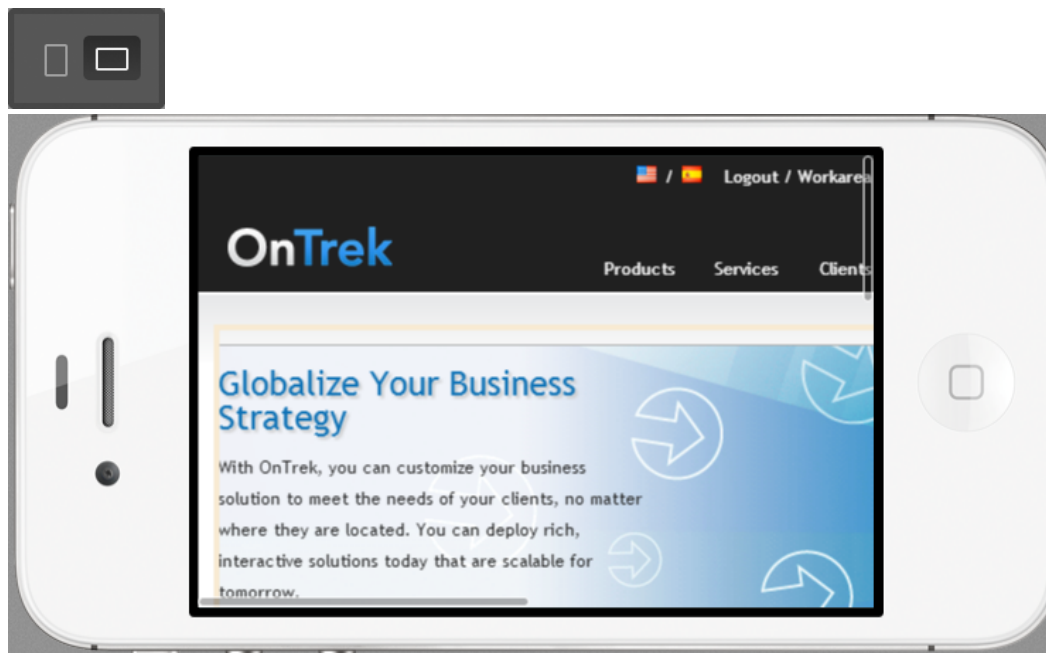 / Logout / Workarea
OnTrek
Products Services Clients
Globalize Your Business
Strategy
With OnTrek, you can customize your business
solution to meet the needs of your clients, no matter
where they are located. You can deploy rich,
interactive solutions today that are scalable for
tomorrow.